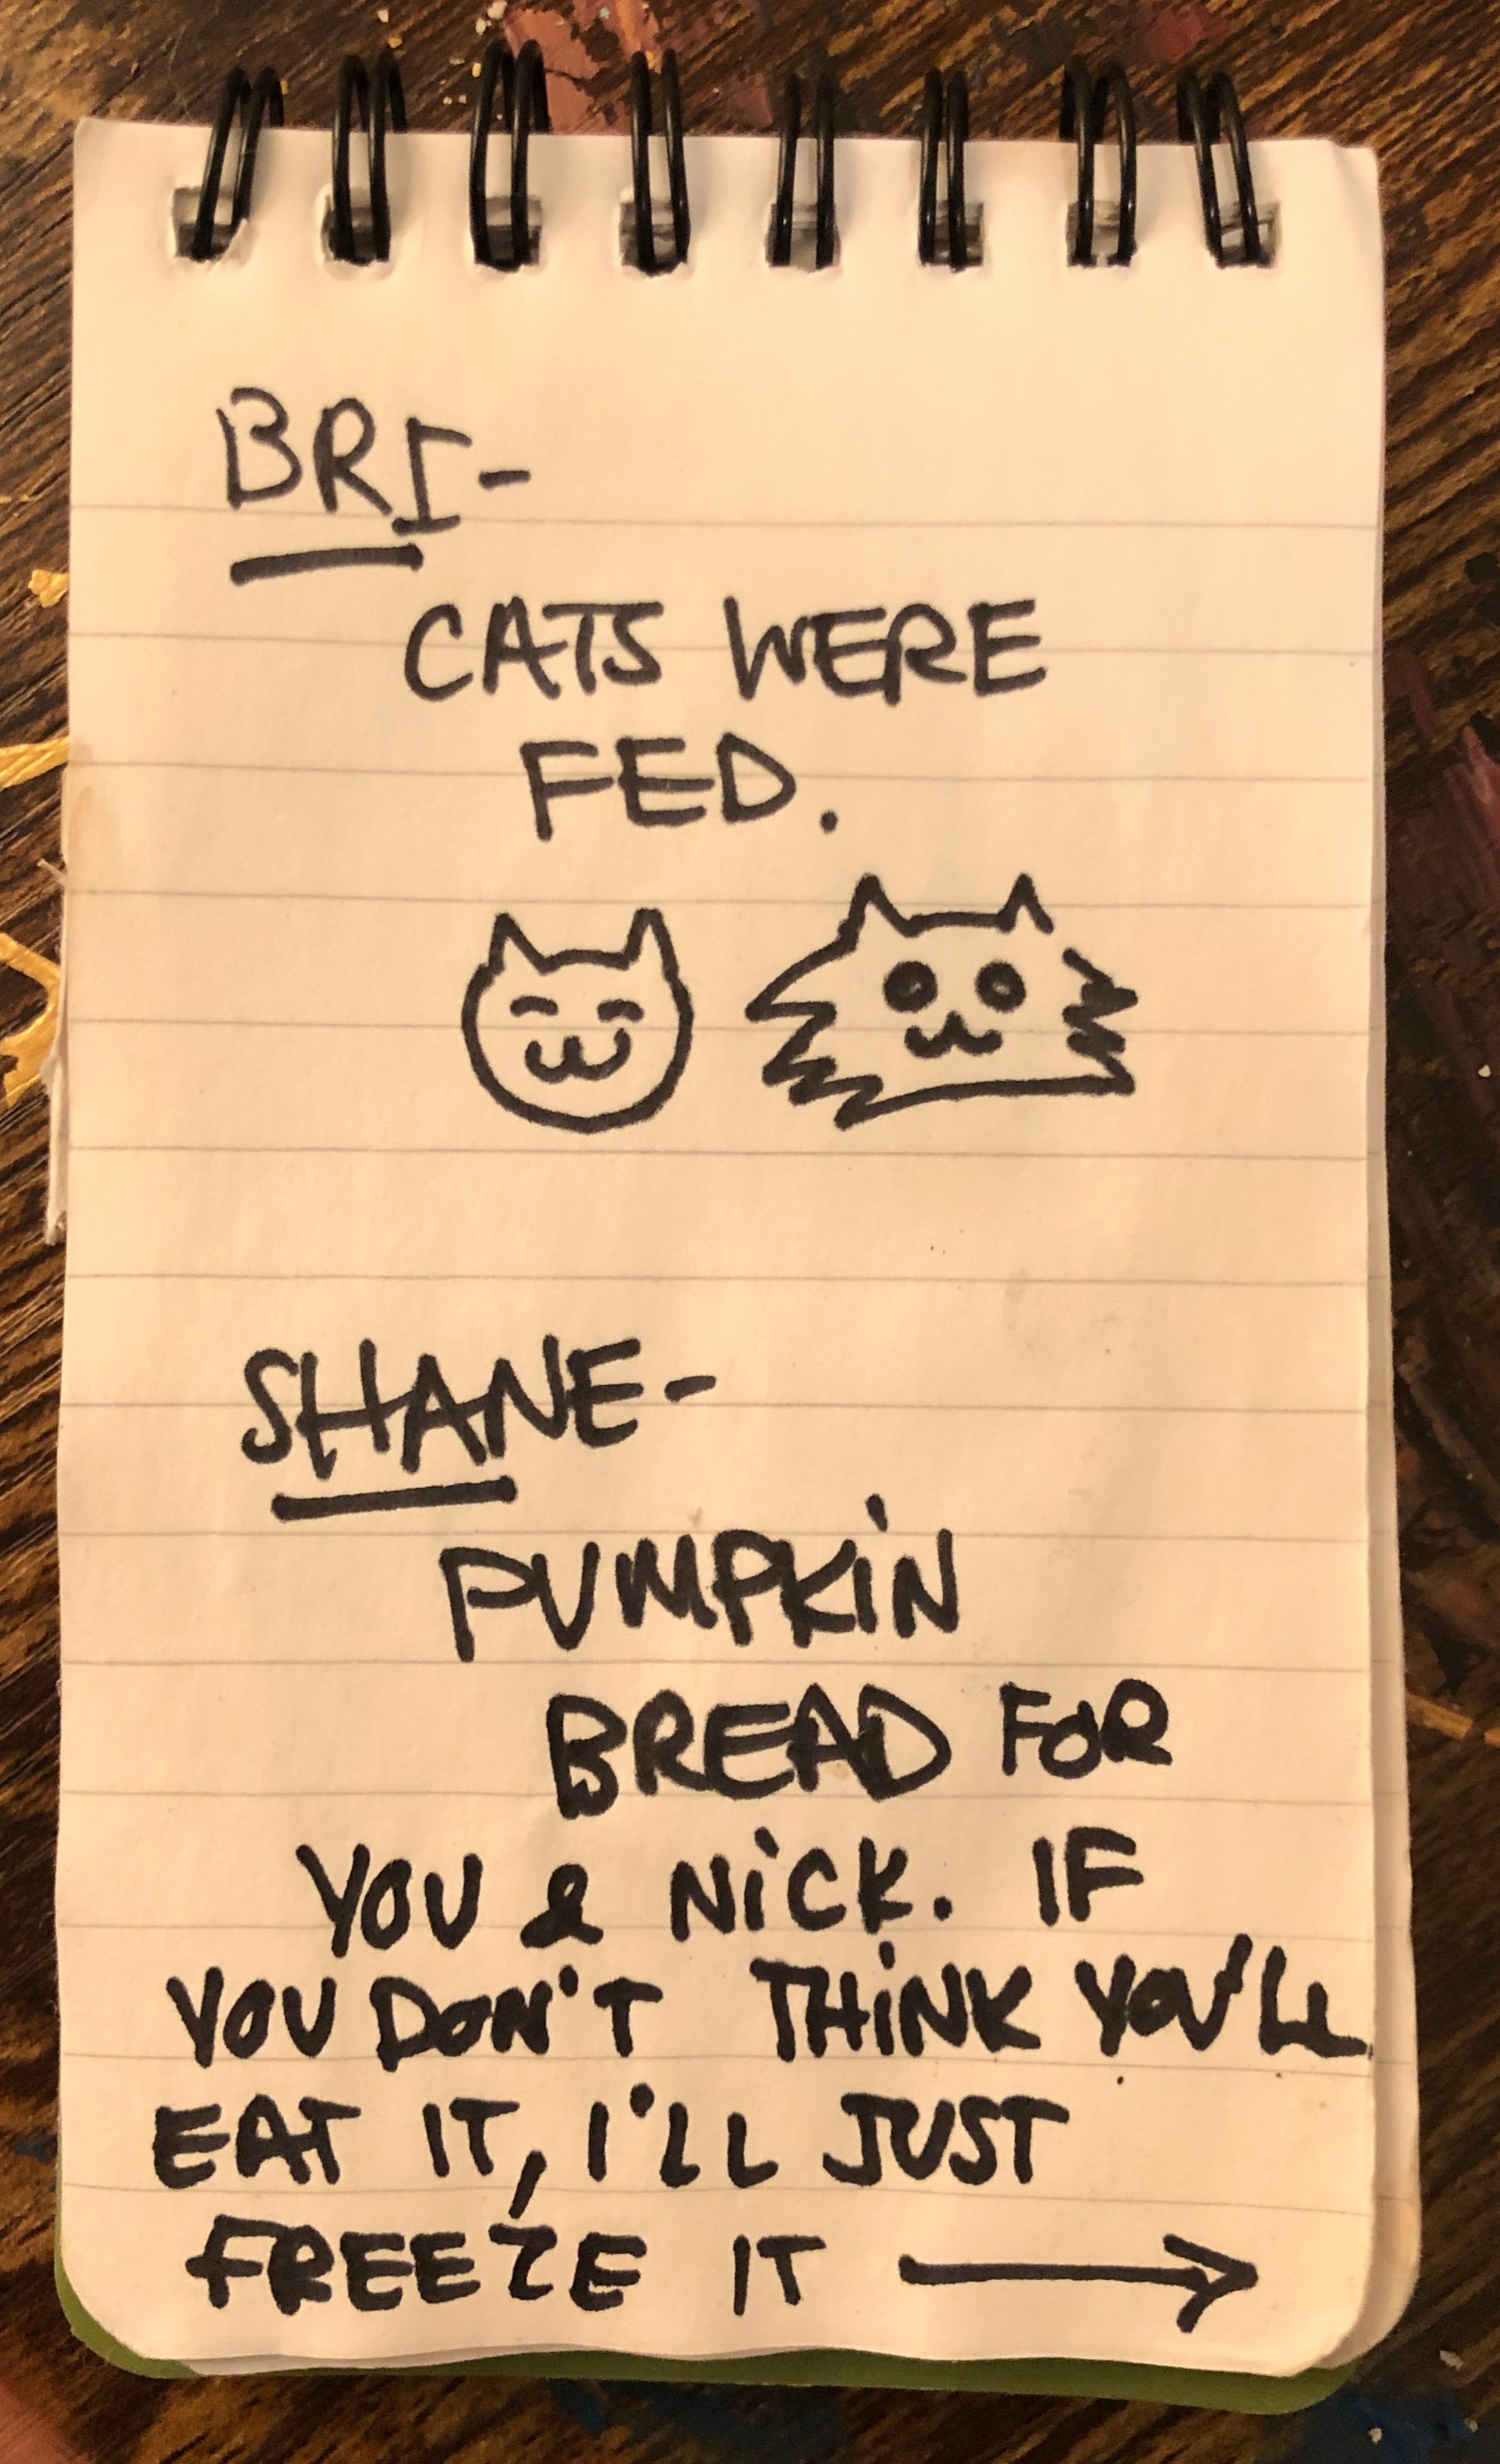 BRI-
CATS WERE
FED.
SHANE-
PUMPKiN
BREAD FOR
YOU & NiCK. IF
YOU DON'T THiNK YOU'LL
EAT IT, I'LL JUST
FREEZE IT →